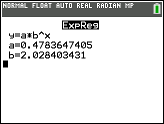 NORMAL FLOAT AUTO REAL RADIAN MP
ExpReg
y=a*b^x
a=0.4783647405
b=2.028403431